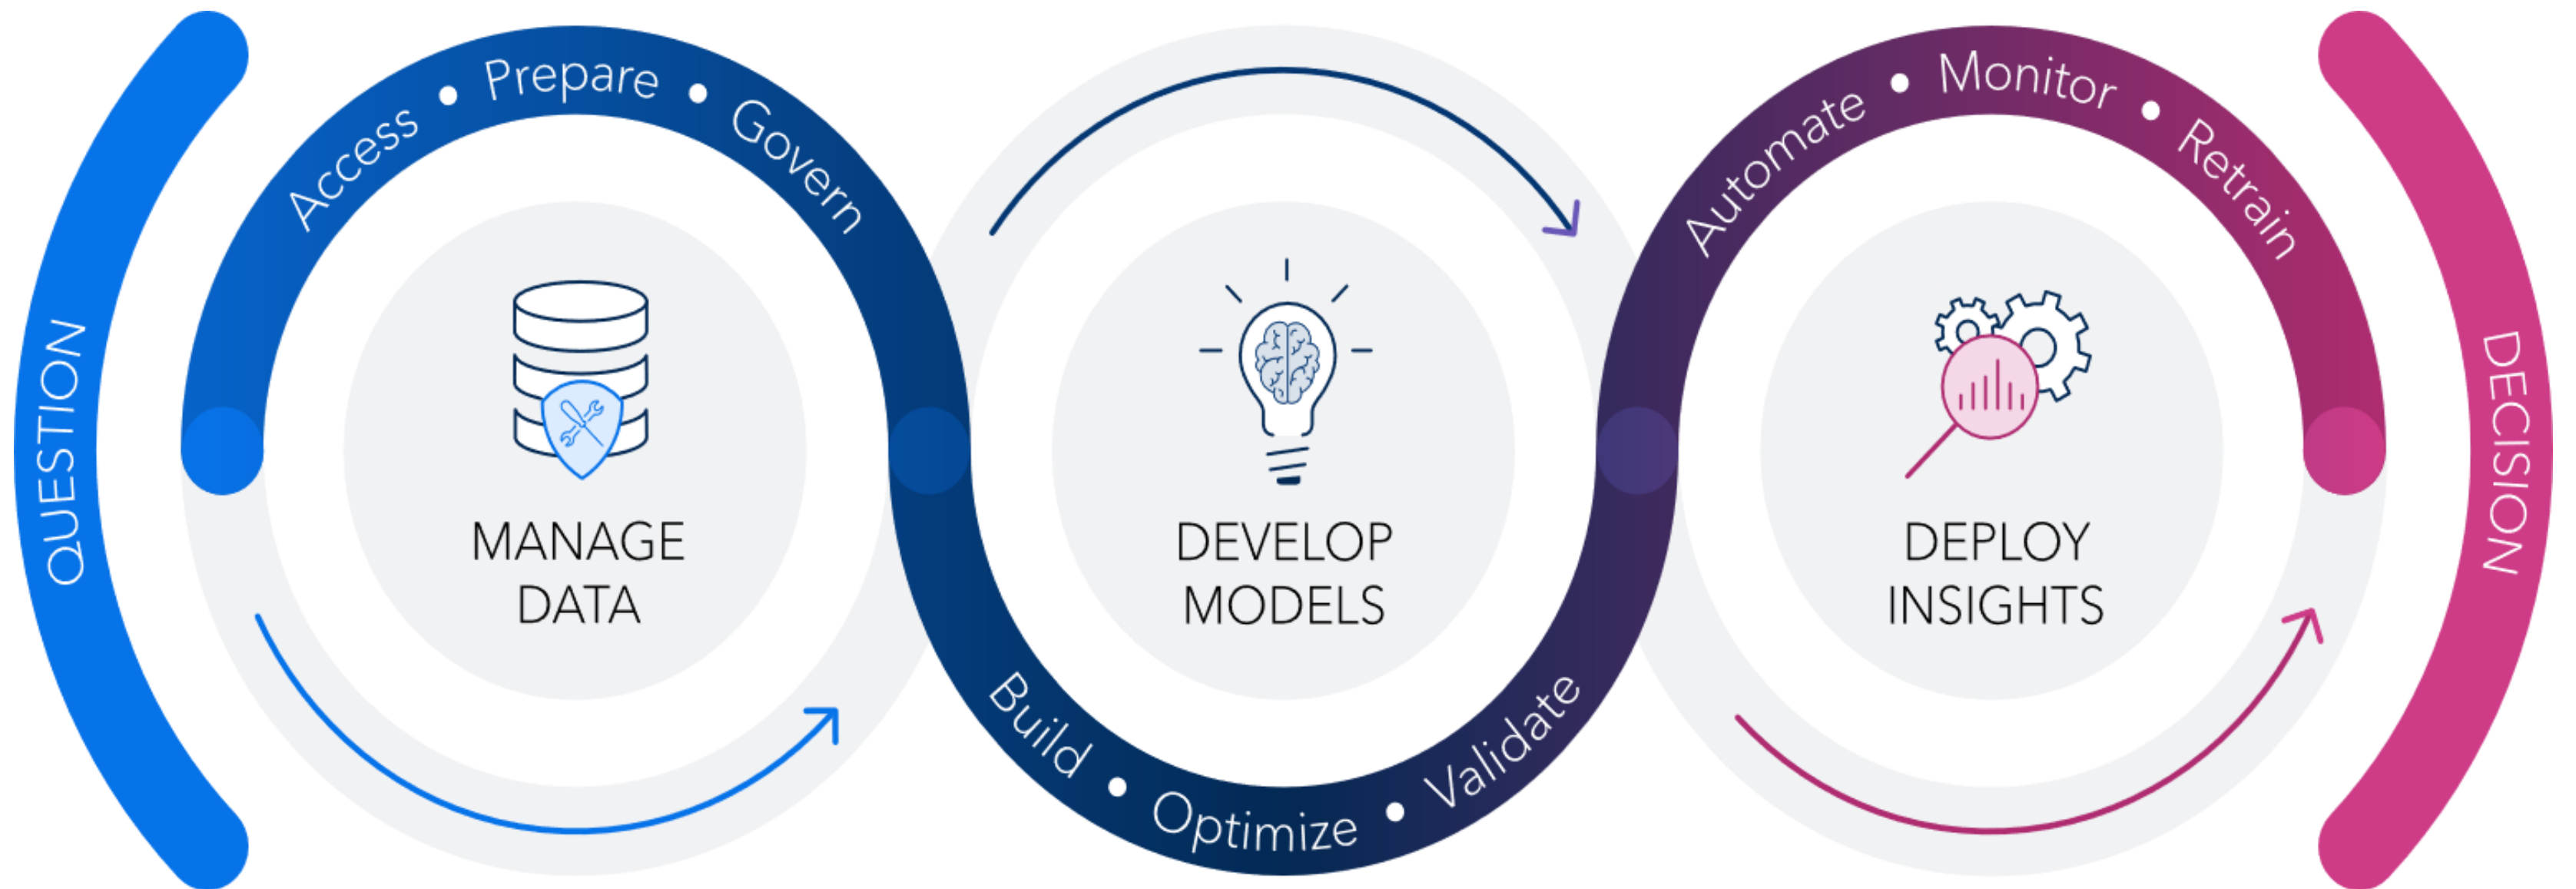 QUESTION
Access • Prepare • Govern
MANAGE
DATA
DEVELOP
MODELS
Build • Optimize • Validate
Automate • Monitor • Retrain
DEPLOY
INSIGHTS
DECISION